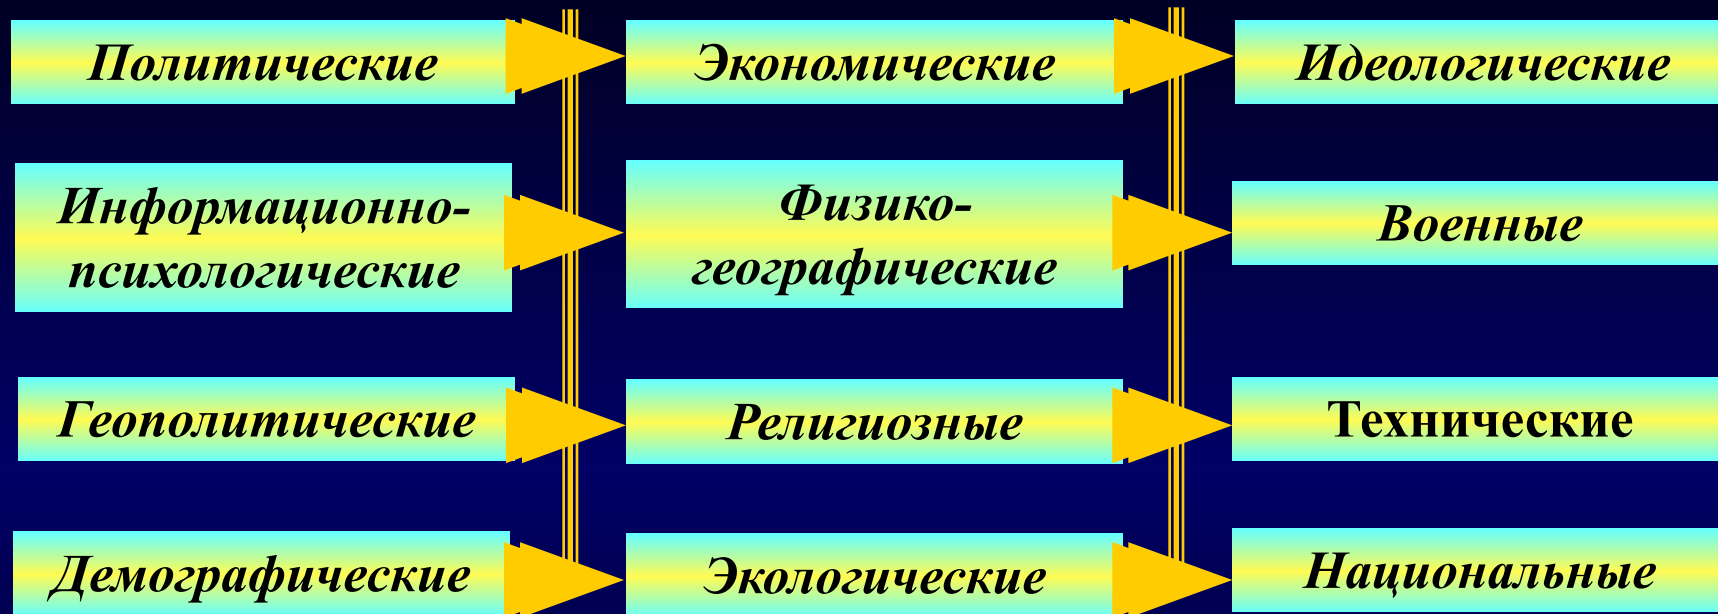 Политические
Экономические
Идеологические
Информационно-
психологические
Физико-
географические
Военные
Геополитические
Религиозные
Технические
Демографические
Экологические
Национальные